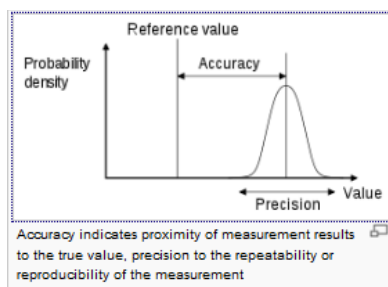 Reference value
Probability
density
Accuracy
Value
Precision
Accuracy indicates proximity of measurement results
to the true value, precision to the repeatability or
reproducibility of the measurement